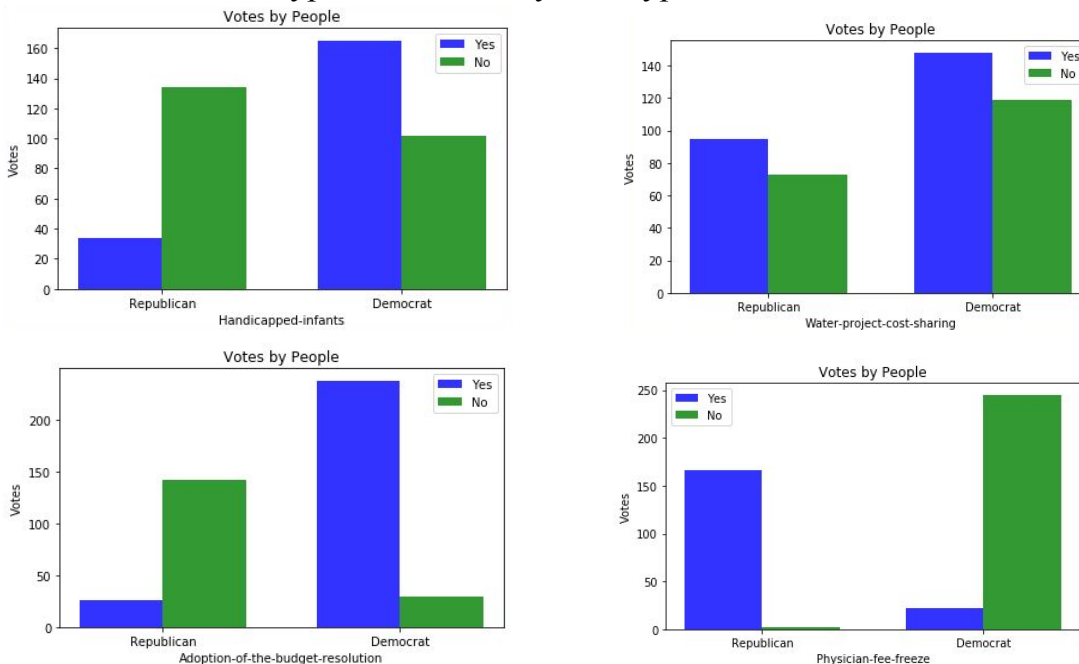 Votes by People
Yes
No
Votes
160
140
120
100
80
60
40
20
0
Republican
Democrat
Handicapped-infants
Votes by People
Yes
No
Votes
140
120
100
80
60
40
20
0
Republican
Democrat
Water-project-cost-sharing
Votes by People
Yes
No
Votes
200
150
100
50
0
Republican
Democrat
Adoption-of-the-budget-resolution
Votes by People
Yes
No
Votes
250
200
150
100
50
0
Republican
Democrat
Physician-fee-freeze